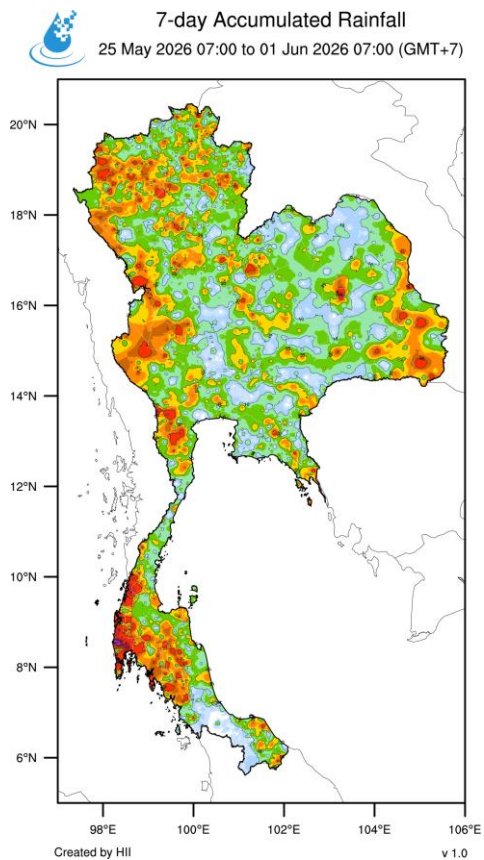 7-day Accumulated Rainfall
25 May 2026 07:00 to 01 Jun 2026 07:00 (GMT+7)
20°N
18°N
16°N
14°N
12°N
10°N
8°N
6°N
98°E 100°E 102°E 104°E 106°E
Created by HII v 1.0